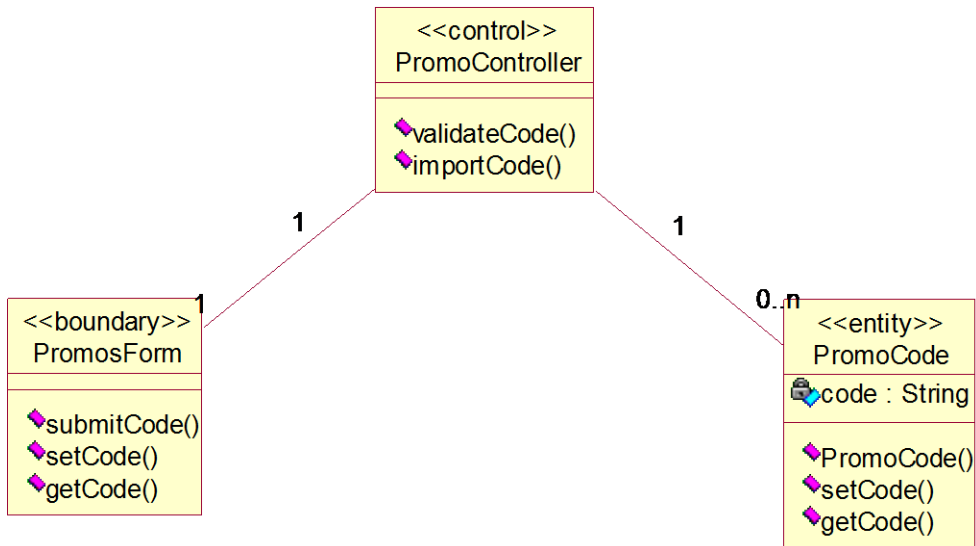 <<control>>
PromoController
validateCode()
importCode()
1
1
1
0..n
<<boundary>>
PromosForm
submitCode()
setCode()
getCode()
<<entity>>
PromoCode
code : String
PromoCode()
setCode()
getCode()